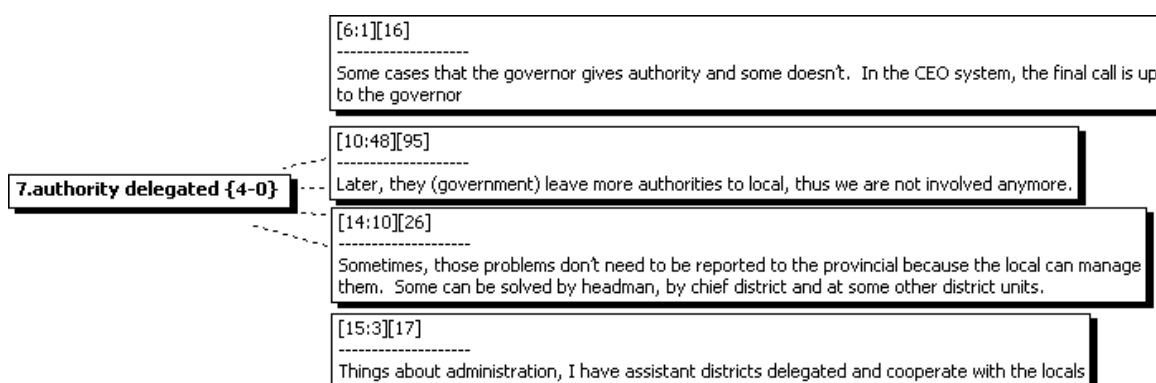 [6:1][16]
--------------------
Some cases that the governor gives authority and some doesn't.  In the CEO system, the final call is up
to the governor
[10:48][95]
--------------------
Later, they (government) leave more authorities to local, thus we are not involved anymore.
7.authority delegated {4-0}
[14:10][26]
--------------------
Sometimes, those problems don't need to be reported to the provincial because the local can manage
them.  Some can be solved by headman, by chief district and at some other district units.
[15:3][17]
--------------------
Things about administration, I have assistant districts delegated and cooperate with the locals